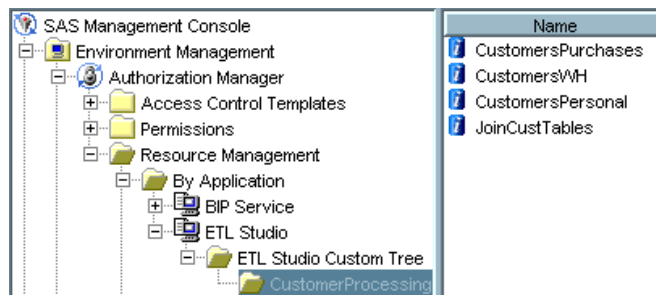 SAS Management Console
Environment Management
Authorization Manager
Access Control Templates
Permissions
Resource Management
By Application
BIP Service
ETL Studio
ETL Studio Custom Tree
CustomerProcessing
Name
CustomersPurchases
CustomersWH
CustomersPersonal
JoinCustTables